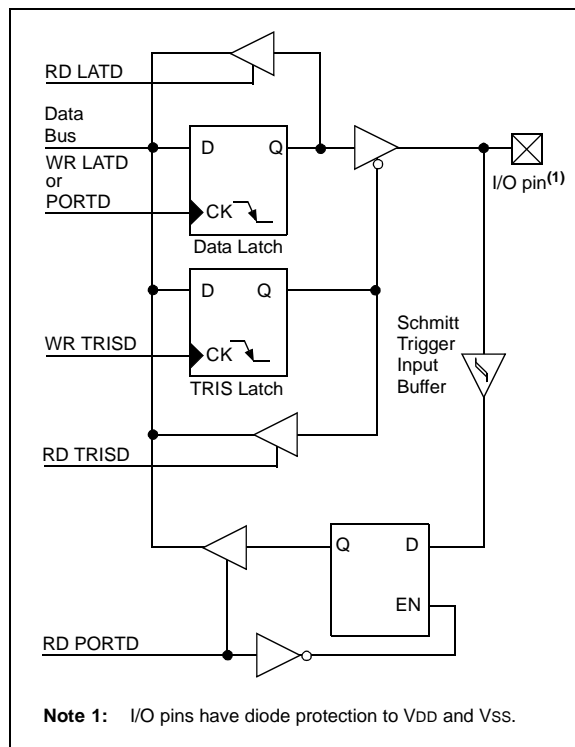 RD LATD
Data
Bus
WR LATD
or
PORTD
D Q
CK
Data Latch
I/O pin(1)
D Q
WR TRISD
CK
TRIS Latch
Schmitt
Trigger
Input
Buffer
RD TRISD
Q D
EN
RD PORTD
Note 1: I/O pins have diode protection to VDD and VSS.